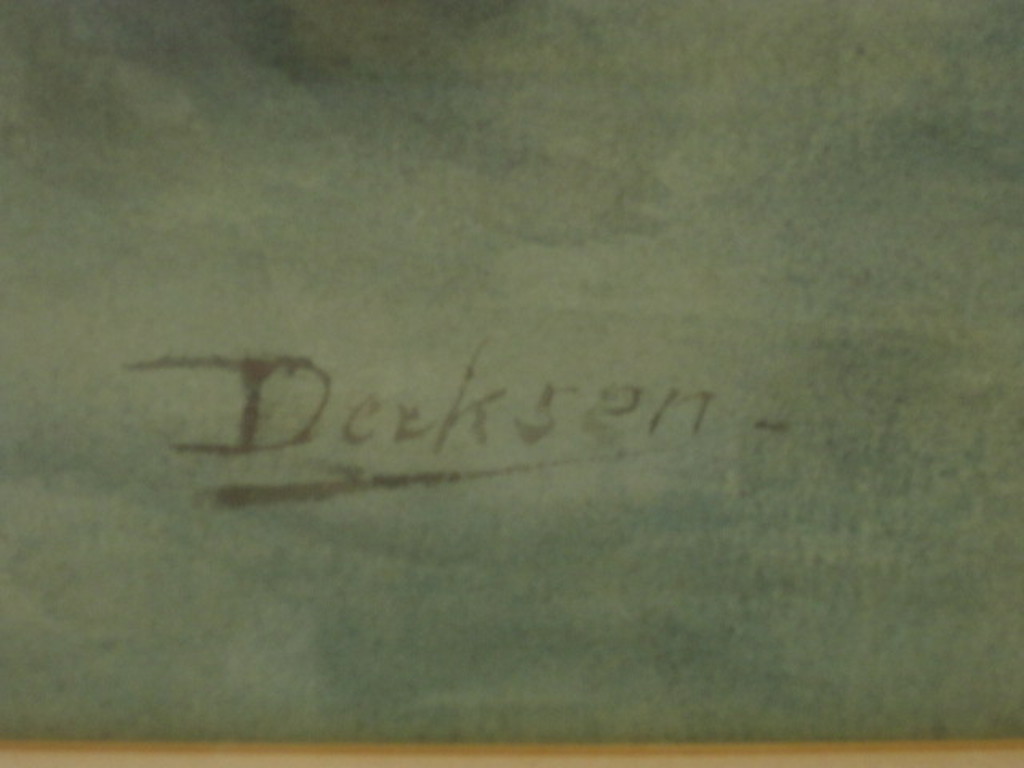 Derksen -